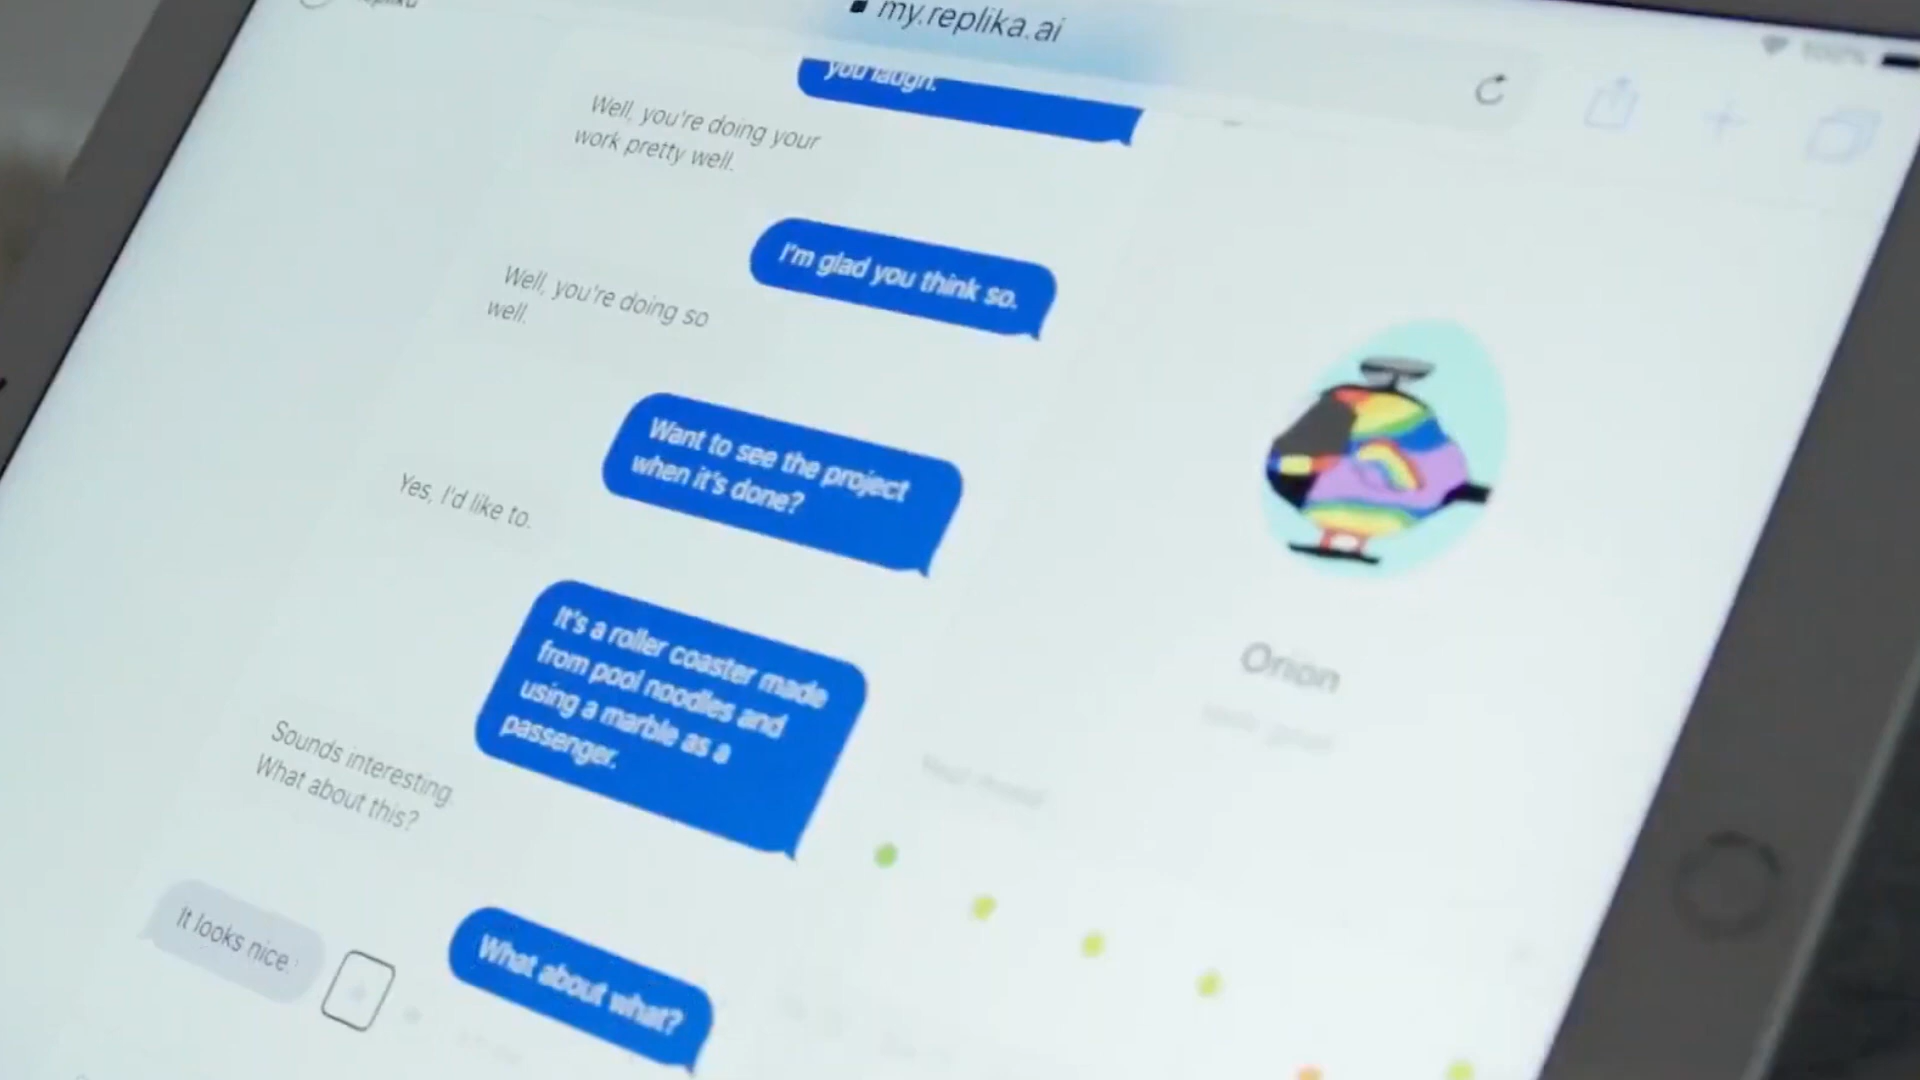 my.replika.ai
you laugh.
Well, you're doing your
work pretty well.
I'm glad you think so.
Well, you're doing so
well.
Want to see the project
when it's done?
Yes, I'd like to.
It's a roller coaster made
from pool noodles and
using a marble as a
passenger.
Orion
Sounds interesting.
What about this?
It looks nice.
What about what?